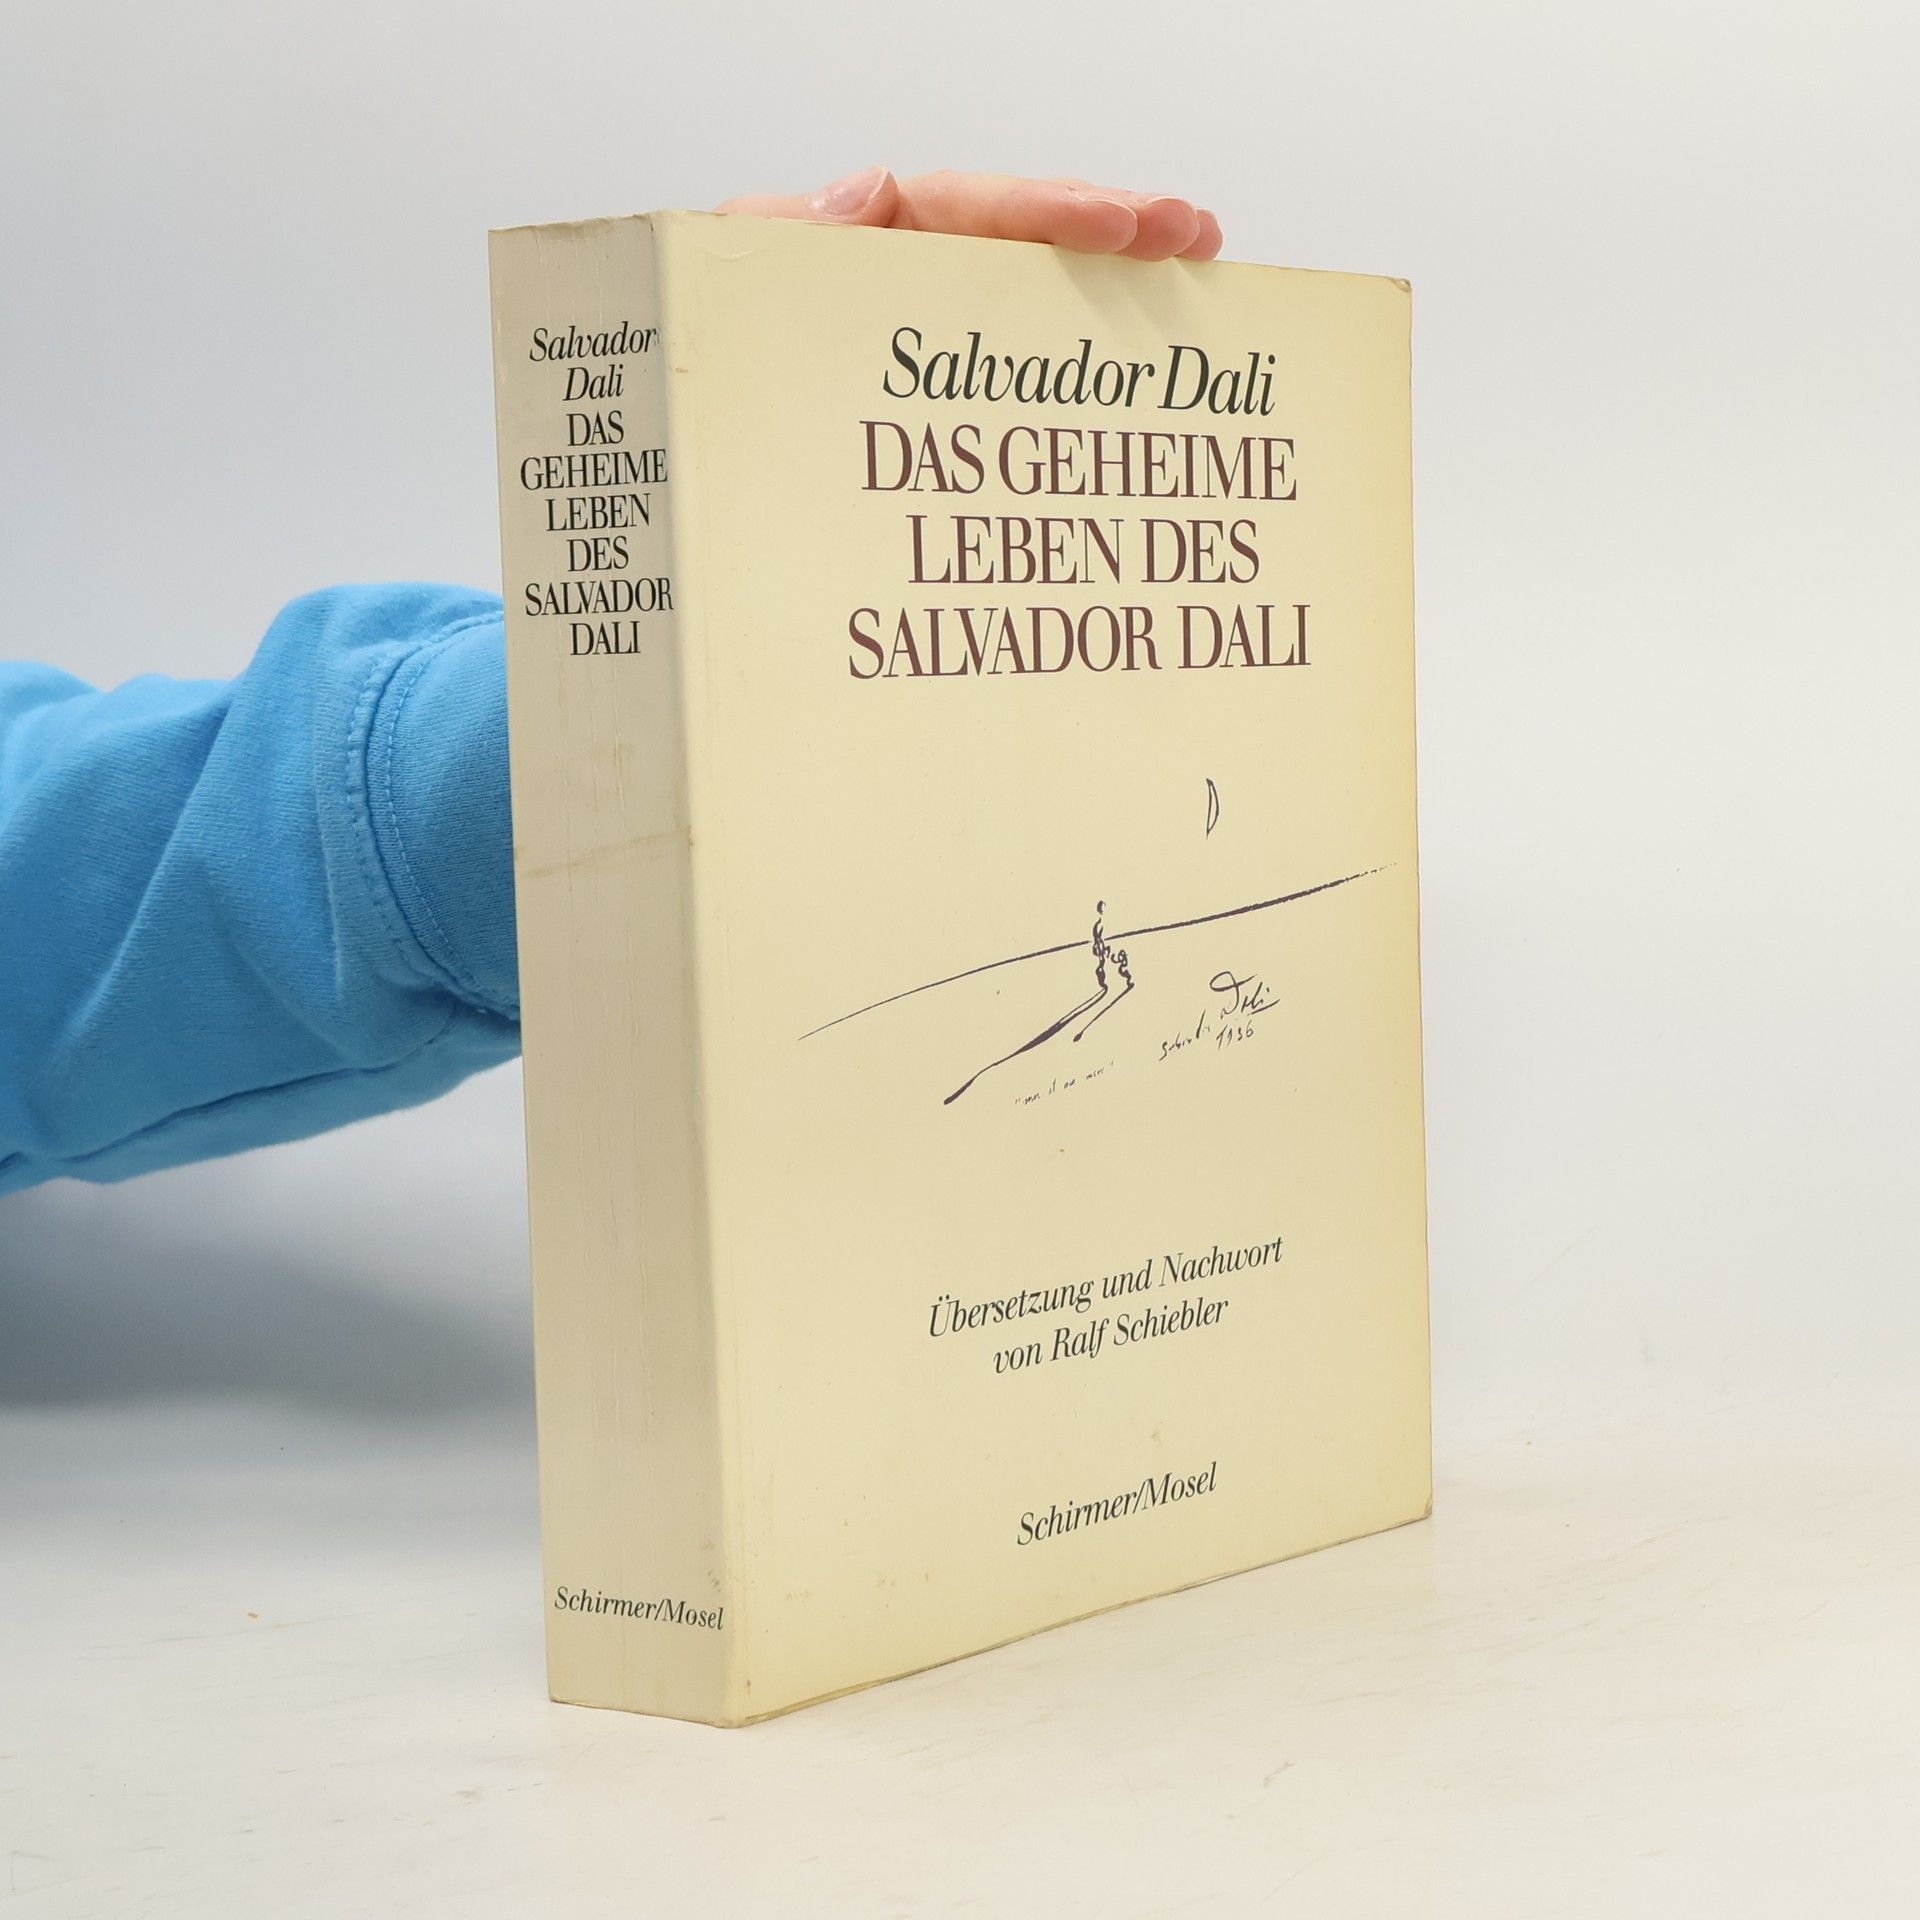 Salvador
Dali
DAS
GEHEIME
LEBEN
DES
SALVADOR
DALI
Schirmer/Mosel
Salvador Dali
DAS GEHEIME
LEBEN DES
SALVADOR DALI
Salvador Dali
1936
Übersetzung und Nachwort
von Ralf Schiebler
Schirmer/Mosel